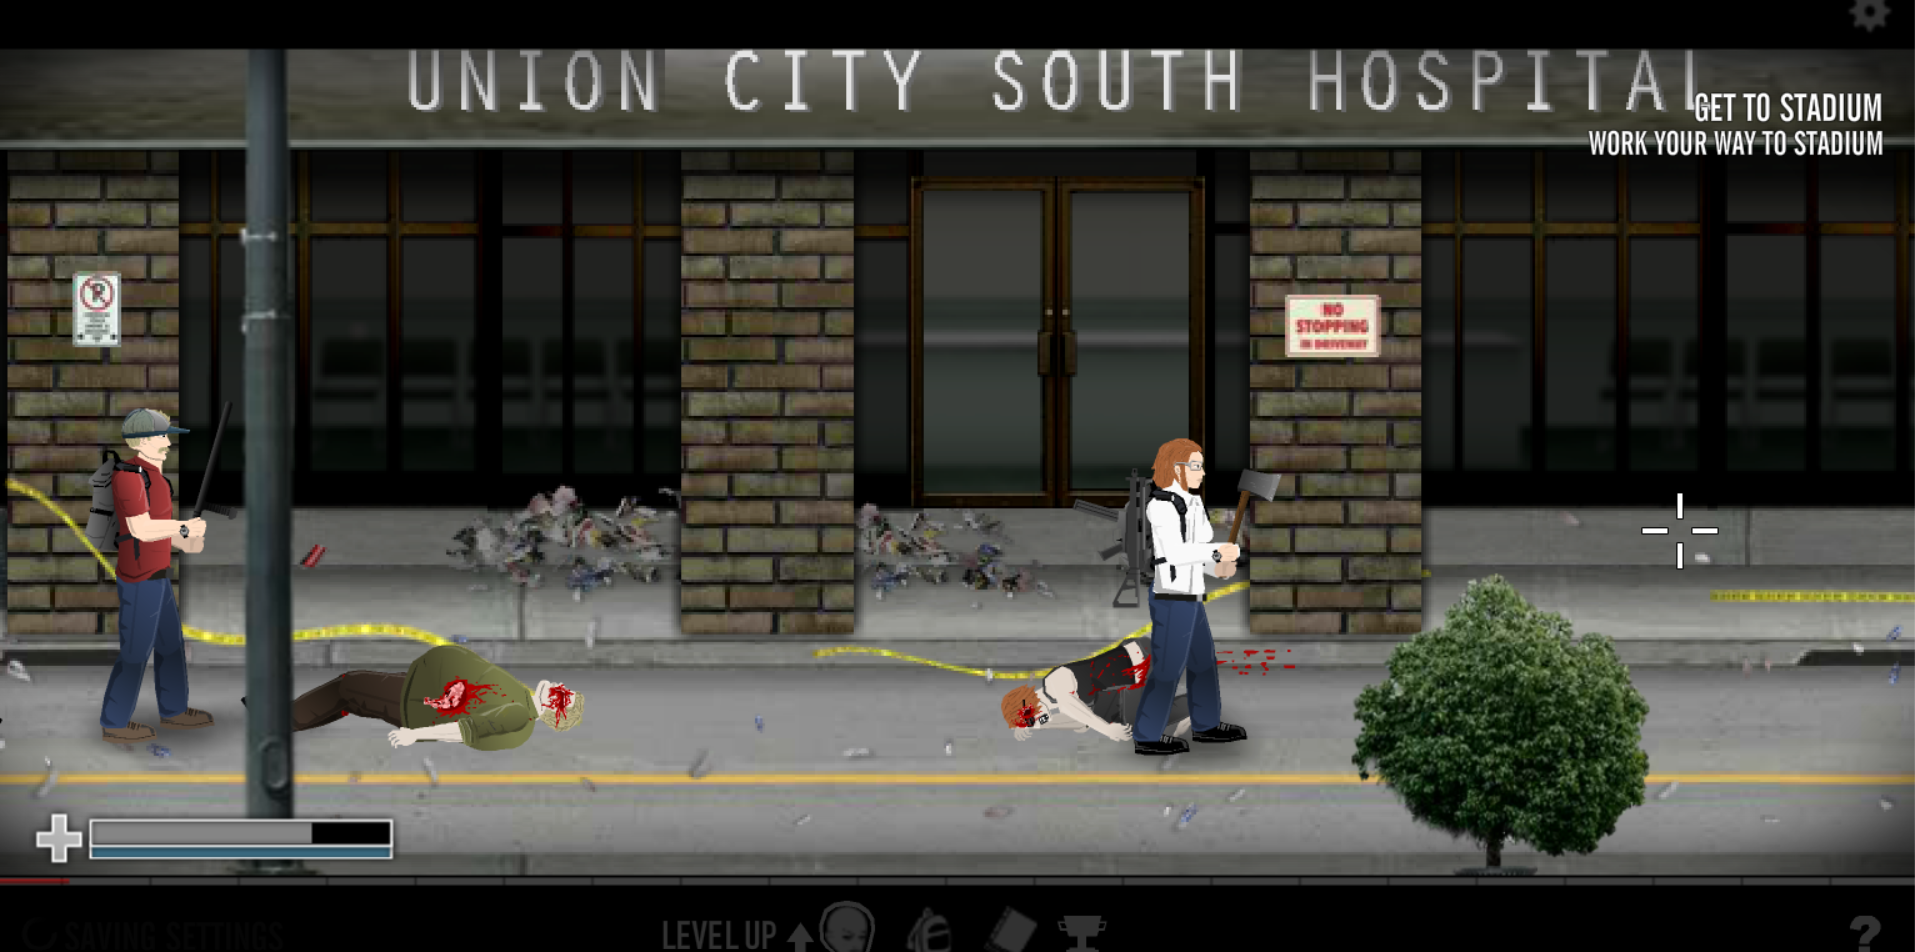 UNION CITY SOUTH HOSPITAL
GET TO STADIUM
WORK YOUR WAY TO STADIUM
NO
STOPPING
IN DRIVEWAY
SAVING SETTINGS
LEVEL UP
?